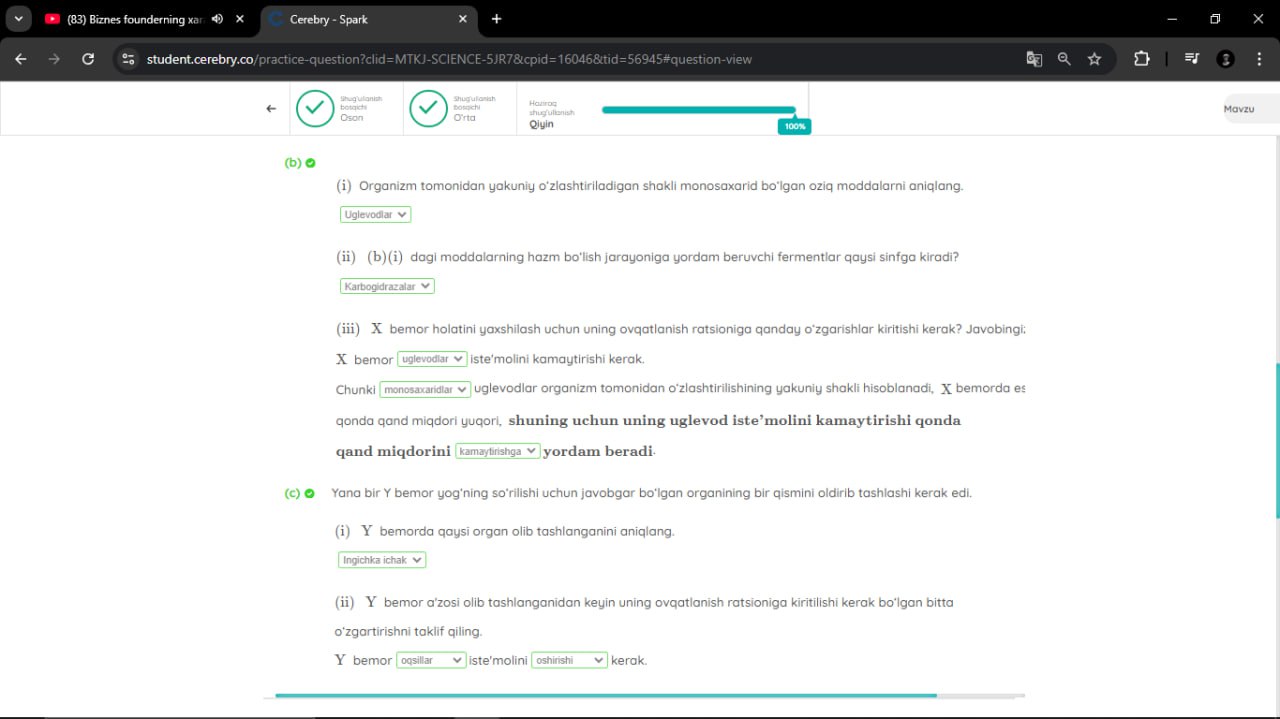 (83) Biznes founderning xar
Cerebry - Spark
student.cerebry.co/practice-question?clid=MTKJ-SCIENCE-5JR7&cpid=16046&tid=56945#question-view
Shug'ullanish bosqichi
Oson
Shug'ullanish bosqichi
O'rta
Hozirgi shug'ullanish
Qiyin
100%
Mavzu
(b)
(i) Organizm tomonidan yakuniy o'zlashtiriladigan shakli monosaxarid bo'lgan oziq moddalarni aniqlang.
Uglevodlar
(ii) (b)(i) dagi moddalarning hazm bo'lish jarayoniga yordam beruvchi fermentlar qaysi sinfga kiradi?
Karbogidrazalar
(iii) X bemor holatini yaxshilash uchun uning ovqatlanish ratsioniga qanday o'zgarishlar kiritishi kerak? Javobingi
X bemor uglevodlar iste'molini kamaytirishi kerak.
Chunki monosaxaridlar uglevodlar organizm tomonidan o'zlashtirilishining yakuniy shakli hisoblanadi, X bemorda es
qonda qand miqdori yuqori, shuning uchun uning uglevod iste'molini kamaytirishi qonda
qand miqdorini kamaytirishga yordam beradi.
(c) Yana bir Y bemor yog'ning so'rilishi uchun javobgar bo'lgan organining bir qismini oldirib tashlashi kerak edi.
(i) Y bemorda qaysi organ olib tashlanganini aniqlang.
Ingichka ichak
(ii) Y bemor a'zosi olib tashlanganidan keyin uning ovqatlanish ratsioniga kiritilishi kerak bo'lgan bitta
o'zgartirishni taklif qiling.
Y bemor oqsillar iste'molini oshirishi kerak.